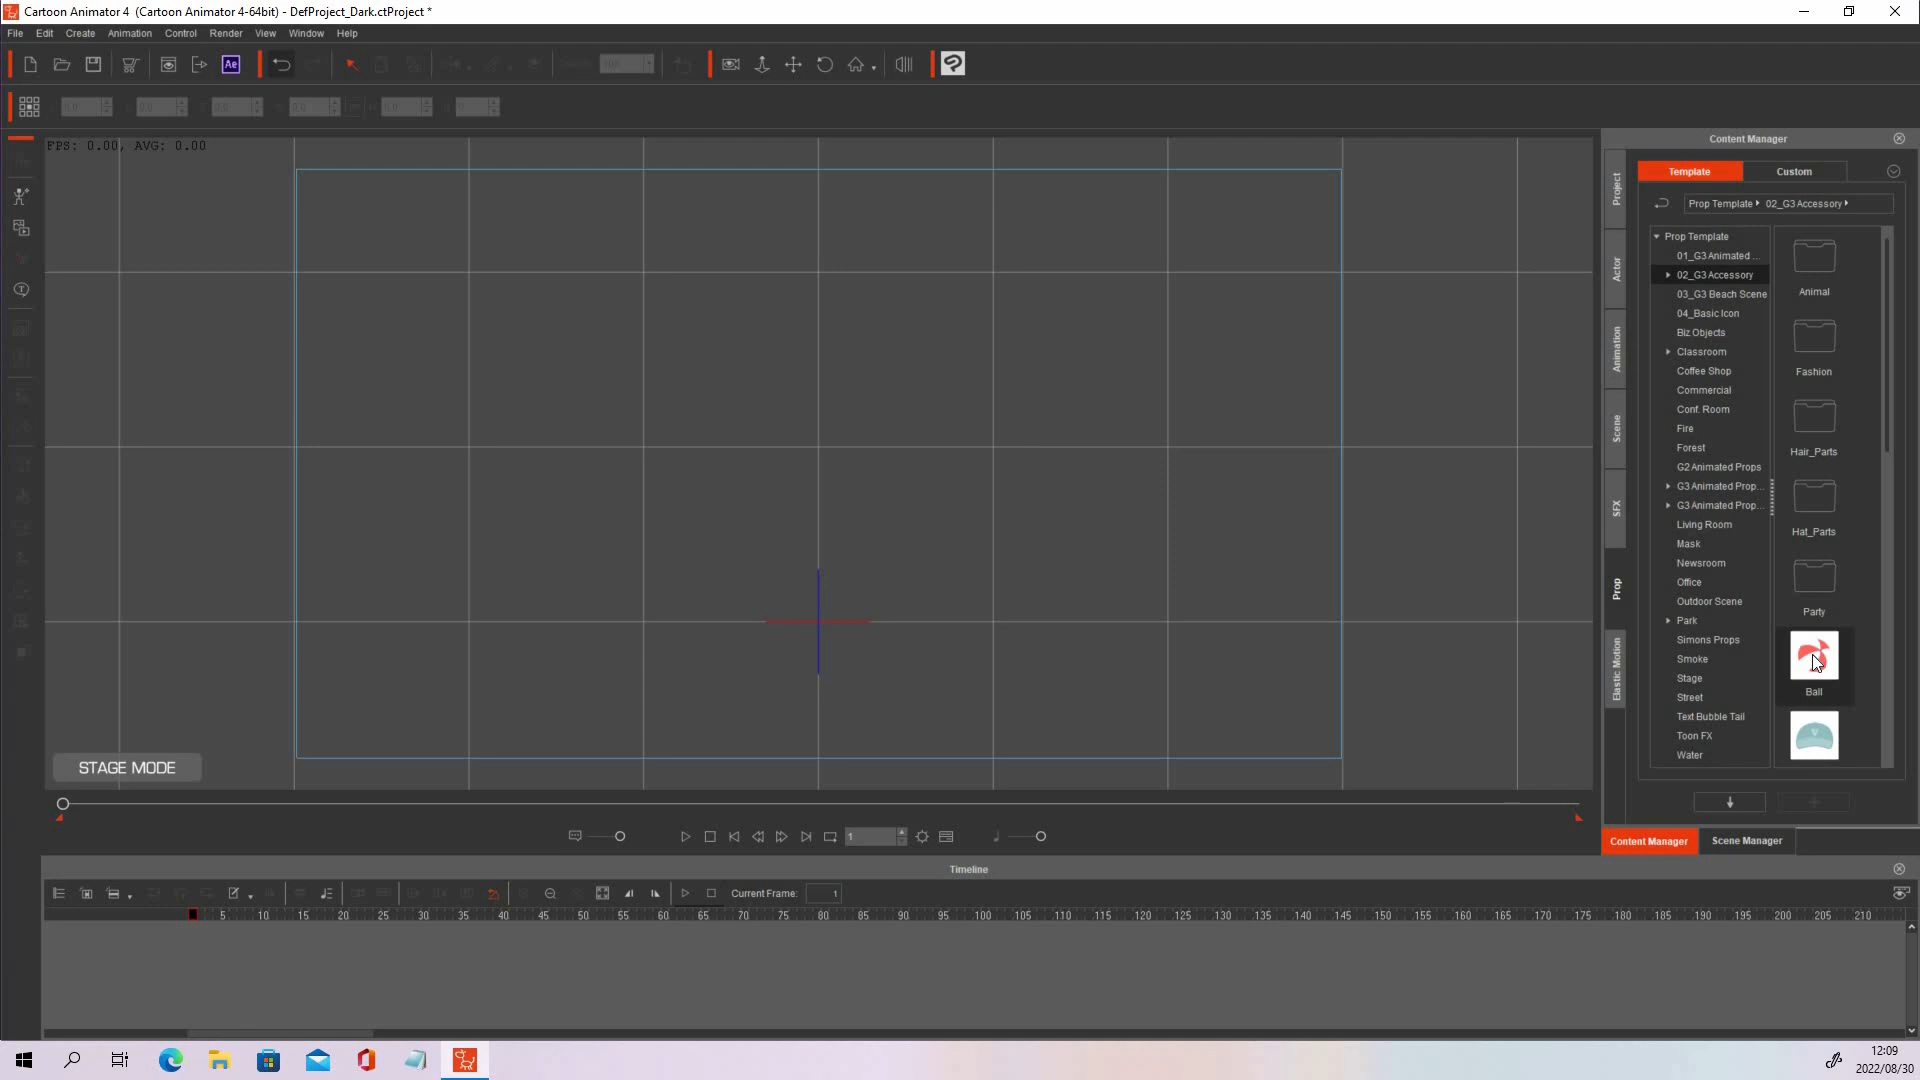 Cartoon Animator 4 (Cartoon Animator 4-64bit) - DefProject_Dark.ctProject *
File Edit Create Animation Control Render View Window Help
Ae
FPS: 0.00, AVG: 0.00
STAGE MODE
Content Manager
Template Custom
Prop Template 02_G3 Accessory
Project
Actor
Animation
Scene
SFX
Prop
Elastic Motion
Prop Template
01_G3 Animated ...
02_G3 Accessory
03_G3 Beach Scene
04_Basic Icon
Biz Objects
Classroom
Coffee Shop
Commercial
Conf. Room
Fire
Forest
G2 Animated Props
G3 Animated Prop...
G3 Animated Prop...
Living Room
Mask
Newsroom
Office
Outdoor Scene
Park
Simons Props
Smoke
Stage
Street
Text Bubble Tail
Toon FX
Water
Animal
Fashion
Hair_Parts
Hat_Parts
Party
Ball
Content Manager Scene Manager
1
Timeline
Current Frame: 1
5 10 15 20 25 30 35 40 45 50 55 60 65 70 75 80 85 90 95 100 105 110 115 120 125 130 135 140 145 150 155 160 165 170 175 180 185 190 195 200 205 210
12:09
2022/08/30